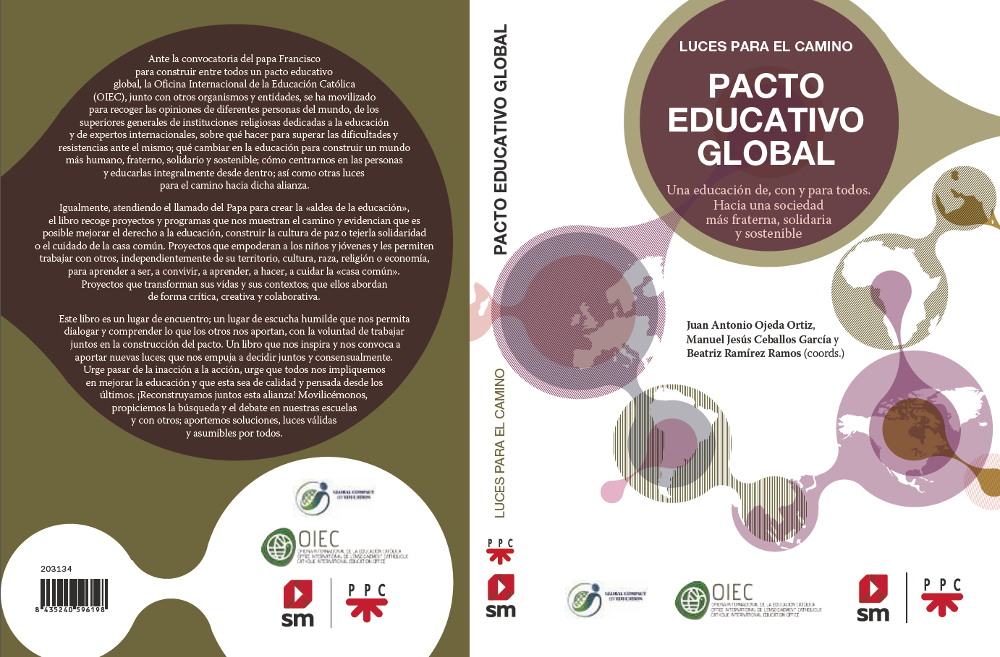 Ante la convocatoria del papa Francisco
para construir entre todos un pacto educativo
global, la Oficina Internacional de la Educación Católica
(OIEC), junto con otros organismos y entidades, se ha movilizado
para recoger las opiniones de diferentes personas del mundo, de los
superiores generales de instituciones religiosas dedicadas a la educación
y de expertos internacionales, sobre qué hacer para superar las dificultades y
resistencias ante el mismo; qué cambiar en la educación para construir un mundo
más humano, fraterno, solidario y sostenible; cómo centrarnos en las personas
y educarlas integralmente desde dentro; así como otras luces
para el camino hacia dicha alianza.
Igualmente, atendiendo el llamado del Papa para crear la «aldea de la educación»,
el libro recoge proyectos y programas que nos muestran el camino y evidencian que es
posible mejorar el derecho a la educación, construir la cultura de paz o tejerla solidaridad
o el cuidado de la casa común. Proyectos que empoderan a los niños y jóvenes y les permiten
trabajar con otros, independientemente de su territorio, cultura, raza, religión o economía,
para aprender a ser, a convivir, a aprender, a hacer, a cuidar la «casa común».
Proyectos que transforman sus vidas y sus contextos; que ellos abordan
de forma crítica, creativa y colaborativa.
Este libro es un lugar de encuentro; un lugar de escucha humilde que nos permita
dialogar y comprender lo que los otros nos aportan, con la voluntad de trabajar
juntos en la construcción del pacto. Un libro que nos inspira y nos convoca a
aportar nuevas luces; que nos empuja a decidir juntos y consensualmente.
Urge pasar de la inacción a la acción, urge que todos nos impliquemos
en mejorar la educación y que esta sea de calidad y pensada desde los
últimos. ¡Reconstruyamos juntos esta alianza! Movilicémonos,
propiciemos la búsqueda y el debate en nuestras escuelas
y con otros; aportemos soluciones, luces válidas
y asumibles por todos.
GLOBAL COMPACT
OIEC
OFICINA INTERNACIONAL DE LA EDUCACIÓN CATÓLICA
OFFICE INTERNATIONAL DE L'ENSEIGNEMENT CATHOLIQUE
CATHOLIC INTERNATIONAL EDUCATION OFFICE
203134
8 435240 596198
sm
PPC
PACTO EDUCATIVO GLOBAL
LUCES PARA EL CAMINO
PPC
sm
LUCES PARA EL CAMINO
PACTO
EDUCATIVO
GLOBAL
Una educación de, con y para todos.
Hacia una sociedad
más fraterna, solidaria
y sostenible
Juan Antonio Ojeda Ortiz,
Manuel Jesús Ceballos García y
Beatriz Ramírez Ramos (coords.)
GLOBAL COMPACT
OIEC
OFICINA INTERNACIONAL DE LA EDUCACIÓN CATÓLICA
OFFICE INTERNATIONAL DE L'ENSEIGNEMENT CATHOLIQUE
CATHOLIC INTERNATIONAL EDUCATION OFFICE
sm
PPC